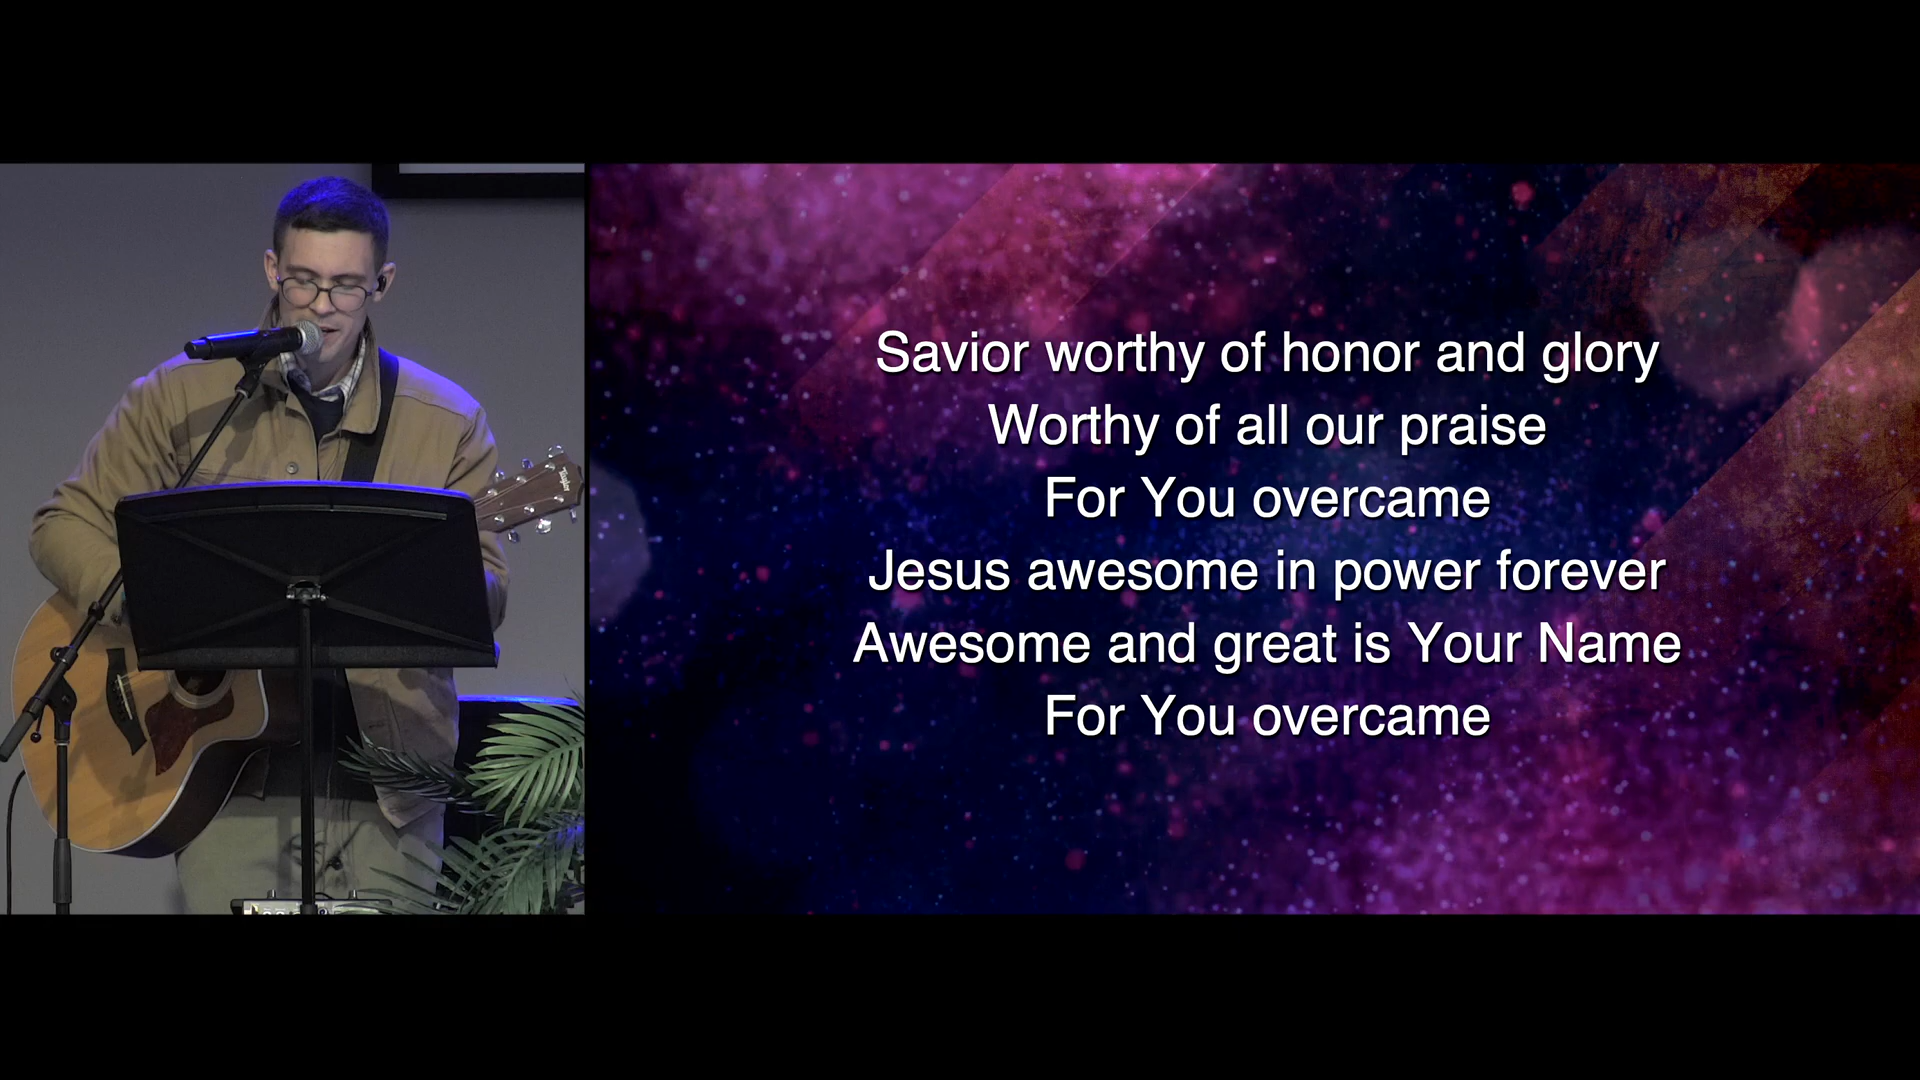 Taylor
Savior worthy of honor and glory
Worthy of all our praise
For You overcame
Jesus awesome in power forever
Awesome and great is Your Name
For You overcame